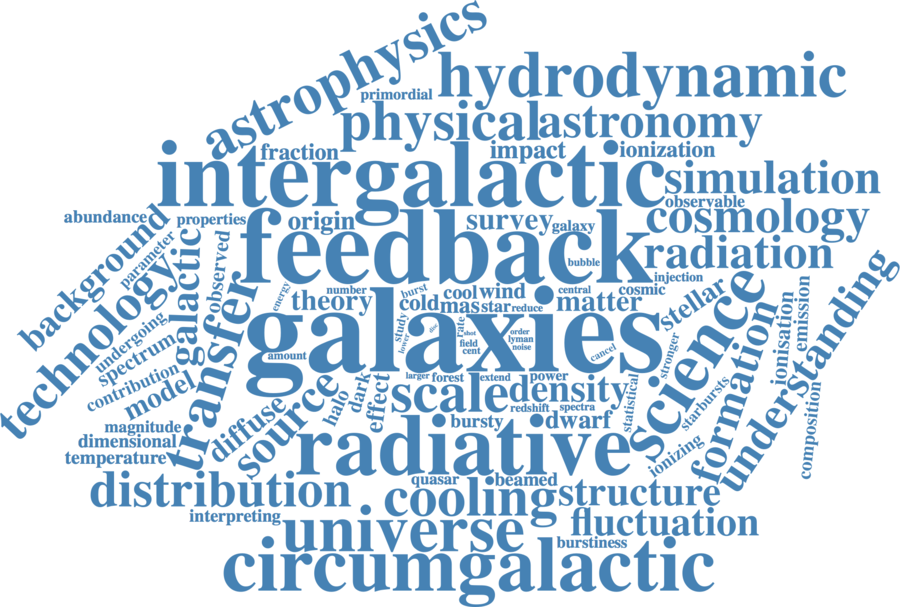 astrophysics
hydrodynamic
primordial
physical
astronomy
fraction
intergalactic
impact
ionization
simulation
observable
abundance
properties
origin
survey
galaxy
cosmology
background
parameter
galactic
observed
feedback
bubble
radiation
technology
transfer
energy
number
theory
burst
cold
cool
wind
mass
star
reduce
central
cosmic
injection
matter
stellar
undergoing
spectrum
contribution
model
amount
galaxies
study
lower
disc
rate
shot
field
cent
order
lyman
noise
cancel
stronger
science
formation
ionisation
emission
understanding
magnitude
dimensional
temperature
diffuse
source
halo
dark
effect
larger
forest
extend
power
scale
density
redshift
spectra
statistical
starbursts
composition
bursty
dwarf
radiative
ionizing
distribution
quasar
beamed
cooling
structure
interpreting
universe
fluctuation
burstiness
circumgalactic